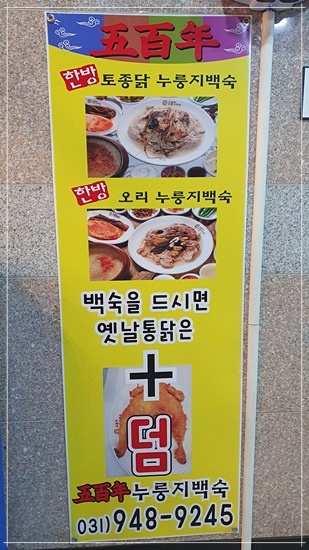 五百年
한방 토종닭 누룽지백숙
한방 오리 누룽지백숙
백숙을 드시면
옛날통닭은
+
덤
五百年누룽지백숙
031) 948-9245